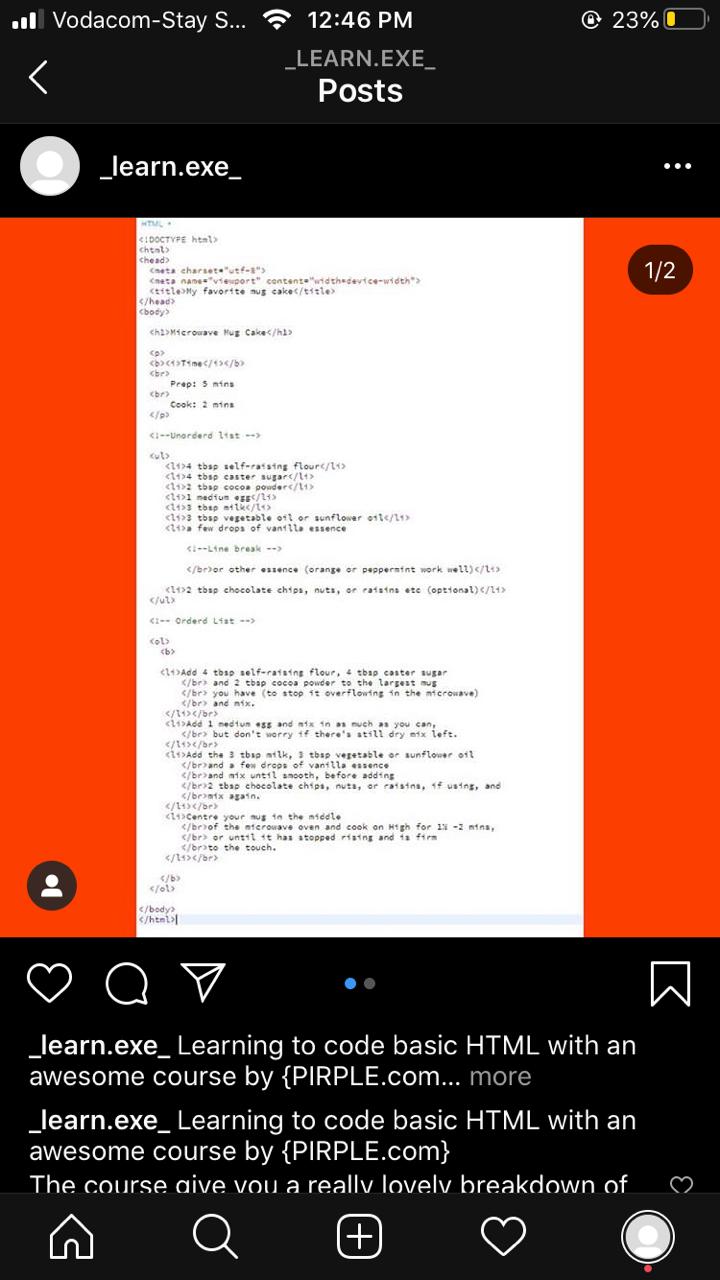 Vodacom-Stay S... 12:46 PM 23%
_LEARN.EXE_
Posts
_learn.exe_
1/2
HTML
<!DOCTYPE html>
<html>
<head>
<meta charset="utf-8">
<meta name="viewport" content="width=device-width">
<title>My favorite mug cake</title>
</head>
<body>
<h1>Microwave Mug Cake</h1>
<p>
<b><i>Time</i></b>
<br>
Prep: 5 mins
<br>
Cook: 2 mins
</p>
<!--Unorderd list -->
<ul>
<li>4 tbsp self-raising flour</li>
<li>4 tbsp caster sugar</li>
<li>2 tbsp cocoa powder</li>
<li>1 medium egg</li>
<li>3 tbsp milk</li>
<li>3 tbsp vegetable oil or sunflower oil</li>
<li>a few drops of vanilla essence
<!--Line break -->
</br>or other essence (orange or peppermint work well)</li>
<li>2 tbsp chocolate chips, nuts, or raisins etc (optional)</li>
</ul>
<!-- Orderd List -->
<ol>
<b>
<li>Add 4 tbsp self-raising flour, 4 tbsp caster sugar
</br> and 2 tbsp cocoa powder to the largest mug
</br> you have (to stop it overflowing in the microwave)
</br> and mix.
</li></br>
<li>Add 1 medium egg and mix in as much as you can,
</br> but don't worry if there's still dry mix left.
</li></br>
<li>Add the 3 tbsp milk, 3 tbsp vegetable or sunflower oil
</br>and a few drops of vanilla essence
</br>and mix until smooth, before adding
</br>2 tbsp chocolate chips, nuts, or raisins, if using, and
</br>mix again.
</li></br>
<li>Centre your mug in the middle
</br>of the microwave oven and cook on High for 1½ -2 mins,
</br> or until it has stopped rising and is firm
</br>to the touch.
</li></br>
</b>
</ol>
</body>
</html>
_learn.exe_ Learning to code basic HTML with an
awesome course by {PIRPLE.com... more
_learn.exe_ Learning to code basic HTML with an
awesome course by {PIRPLE.com}
The course give you a really lovely breakdown of